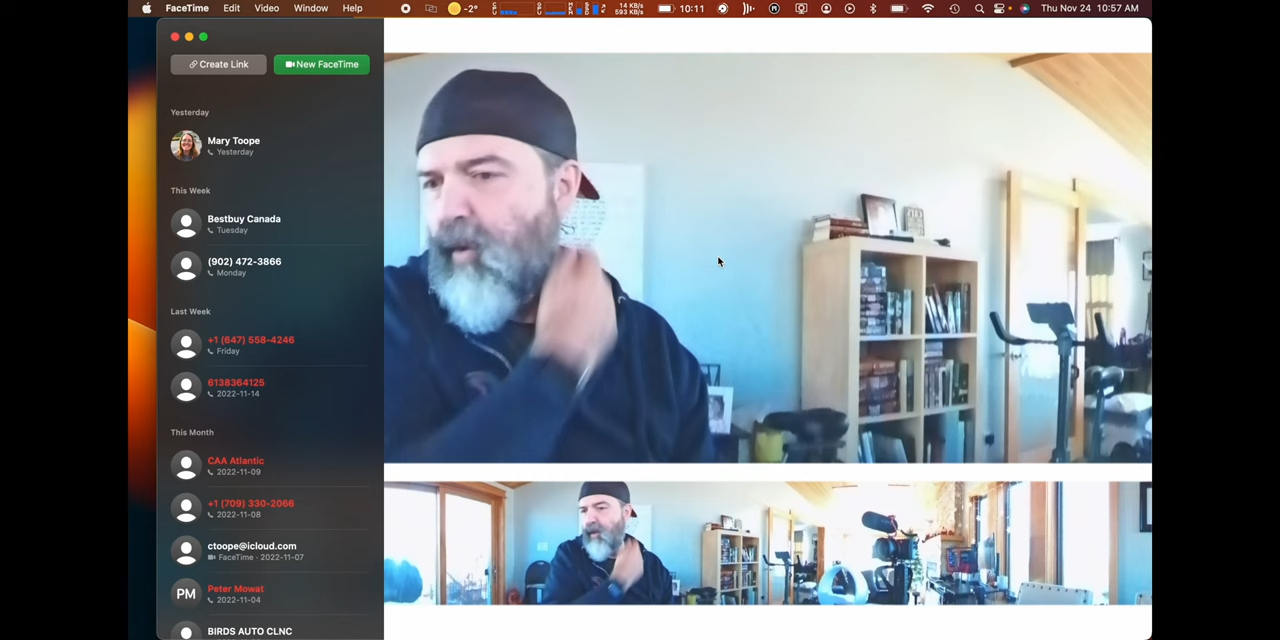 FaceTime Edit Video Window Help
-2°
14 KB/s
593 KB/s
10:11
Thu Nov 24 10:57 AM
Create Link
New FaceTime
Yesterday
Mary Toope
Yesterday
This Week
Bestbuy Canada
Tuesday
(902) 472-3866
Monday
Last Week
+1 (647) 558-4246
Friday
6138364125
2022-11-14
This Month
CAA Atlantic
2022-11-09
+1 (709) 330-2066
2022-11-08
ctoope@icloud.com
FaceTime · 2022-11-07
PM
Peter Mowat
2022-11-04
BIRDS AUTO CLNC